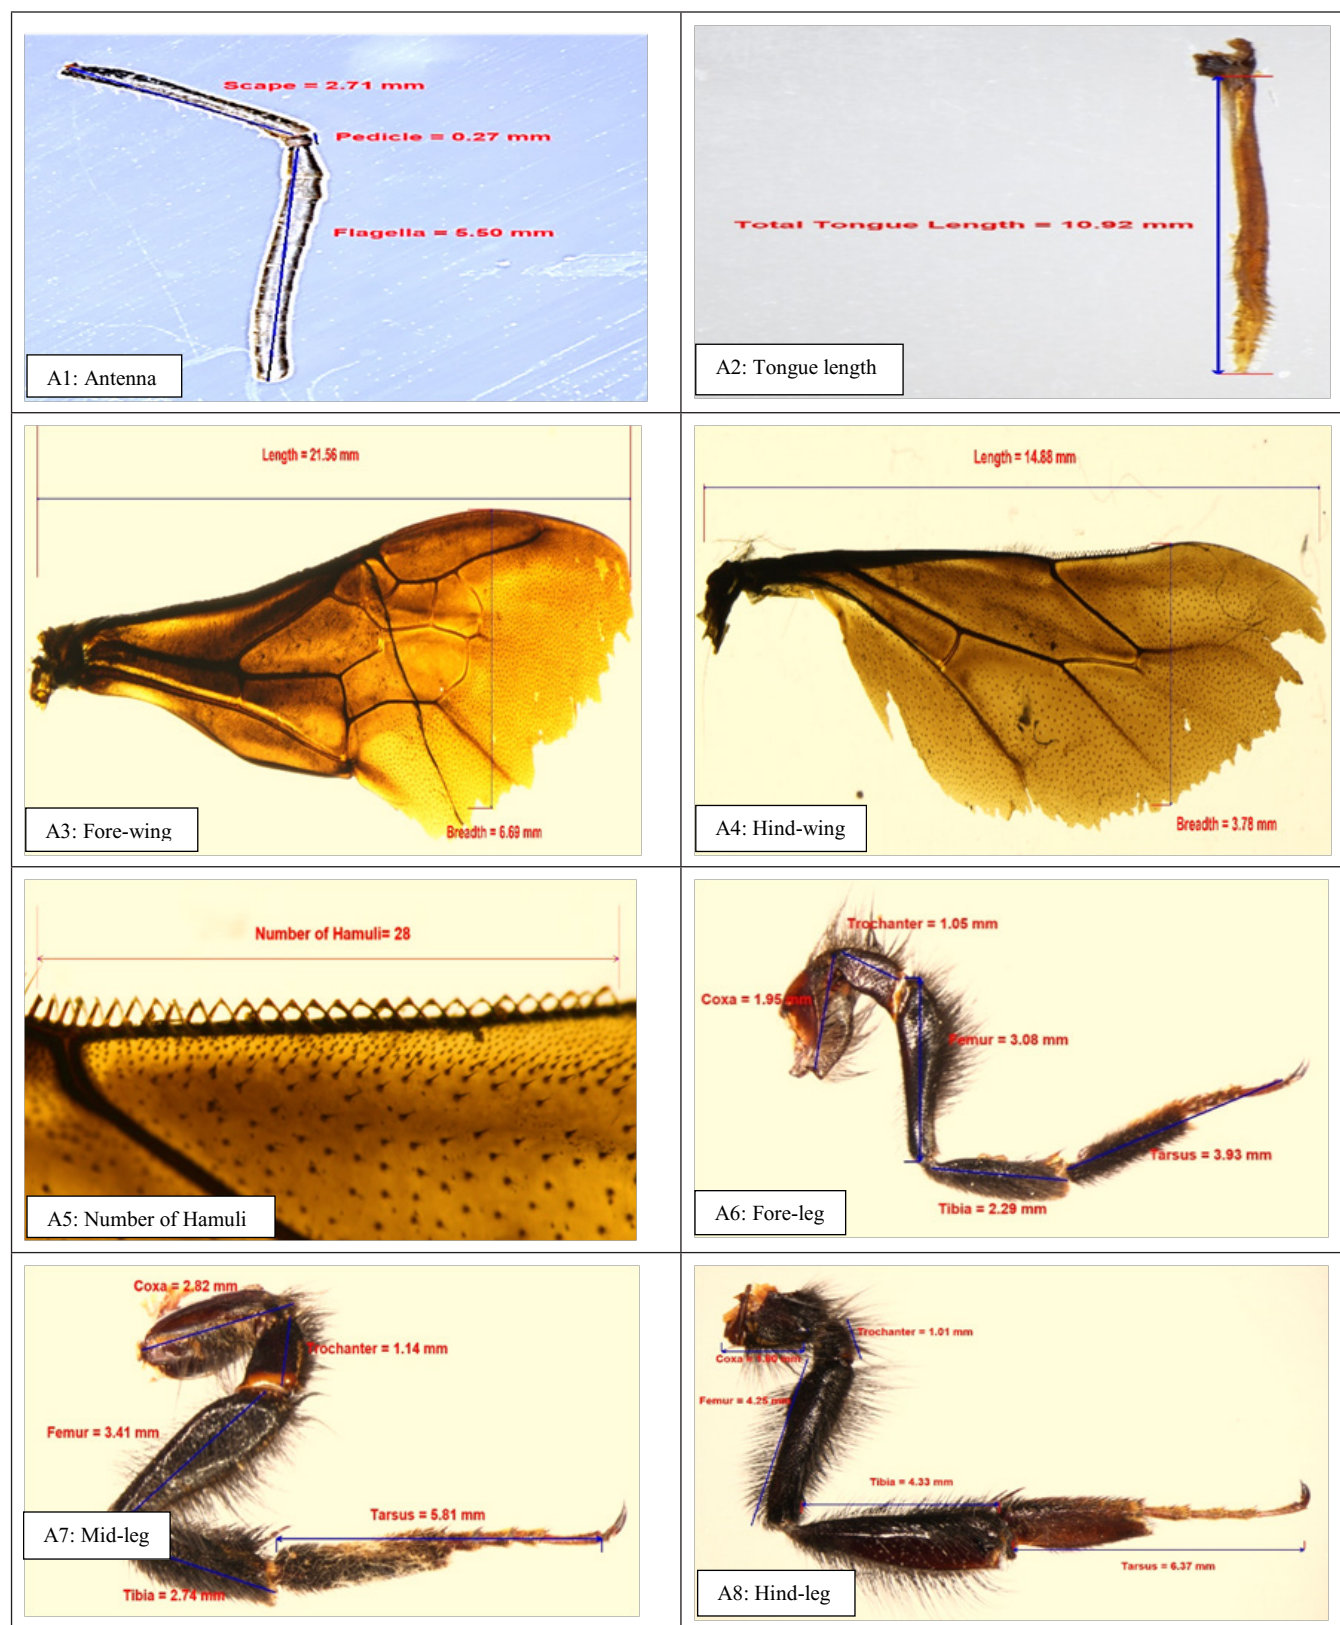 Scape = 2.71 mm
Pedicle = 0.27 mm
Flagella = 5.50 mm
A1: Antenna
Total Tongue Length = 10.92 mm
A2: Tongue length
Length = 21.56 mm
Breadth = 6.69 mm
A3: Fore-wing
Length = 14.88 mm
Breadth = 3.78 mm
A4: Hind-wing
Number of Hamuli= 28
A5: Number of Hamuli
Trochanter = 1.05 mm
Coxa = 1.95 mm
Femur = 3.08 mm
Tarsus = 3.93 mm
Tibia = 2.29 mm
A6: Fore-leg
Coxa = 2.82 mm
Trochanter = 1.14 mm
Femur = 3.41 mm
Tarsus = 5.81 mm
A7: Mid-leg
Tibia = 2.74 mm
Trochanter = 1.01 mm
Coxa = mm
Femur = 4.25 mm
Tibia = 4.33 mm
Tarsus = 6.37 mm
A8: Hind-leg